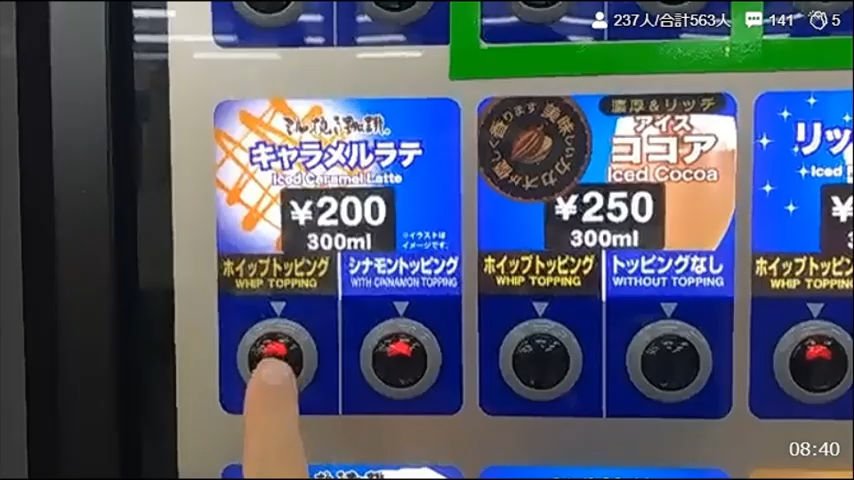 237人/合計563人 141 5
キャラメルラテ
Iced Caramel Latte
¥200
300ml
※イラストは
イメージです。
ホイップトッピング
WHIP TOPPING
シナモントッピング
WITH CINNAMON TOPPING
濃厚&リッチ
アイス
ココア
Iced Cocoa
¥250
300ml
ホイップトッピング
WHIP TOPPING
トッピングなし
WITHOUT TOPPING
リッ
Iced
¥
ホイップト
WHIP TOP
08:40